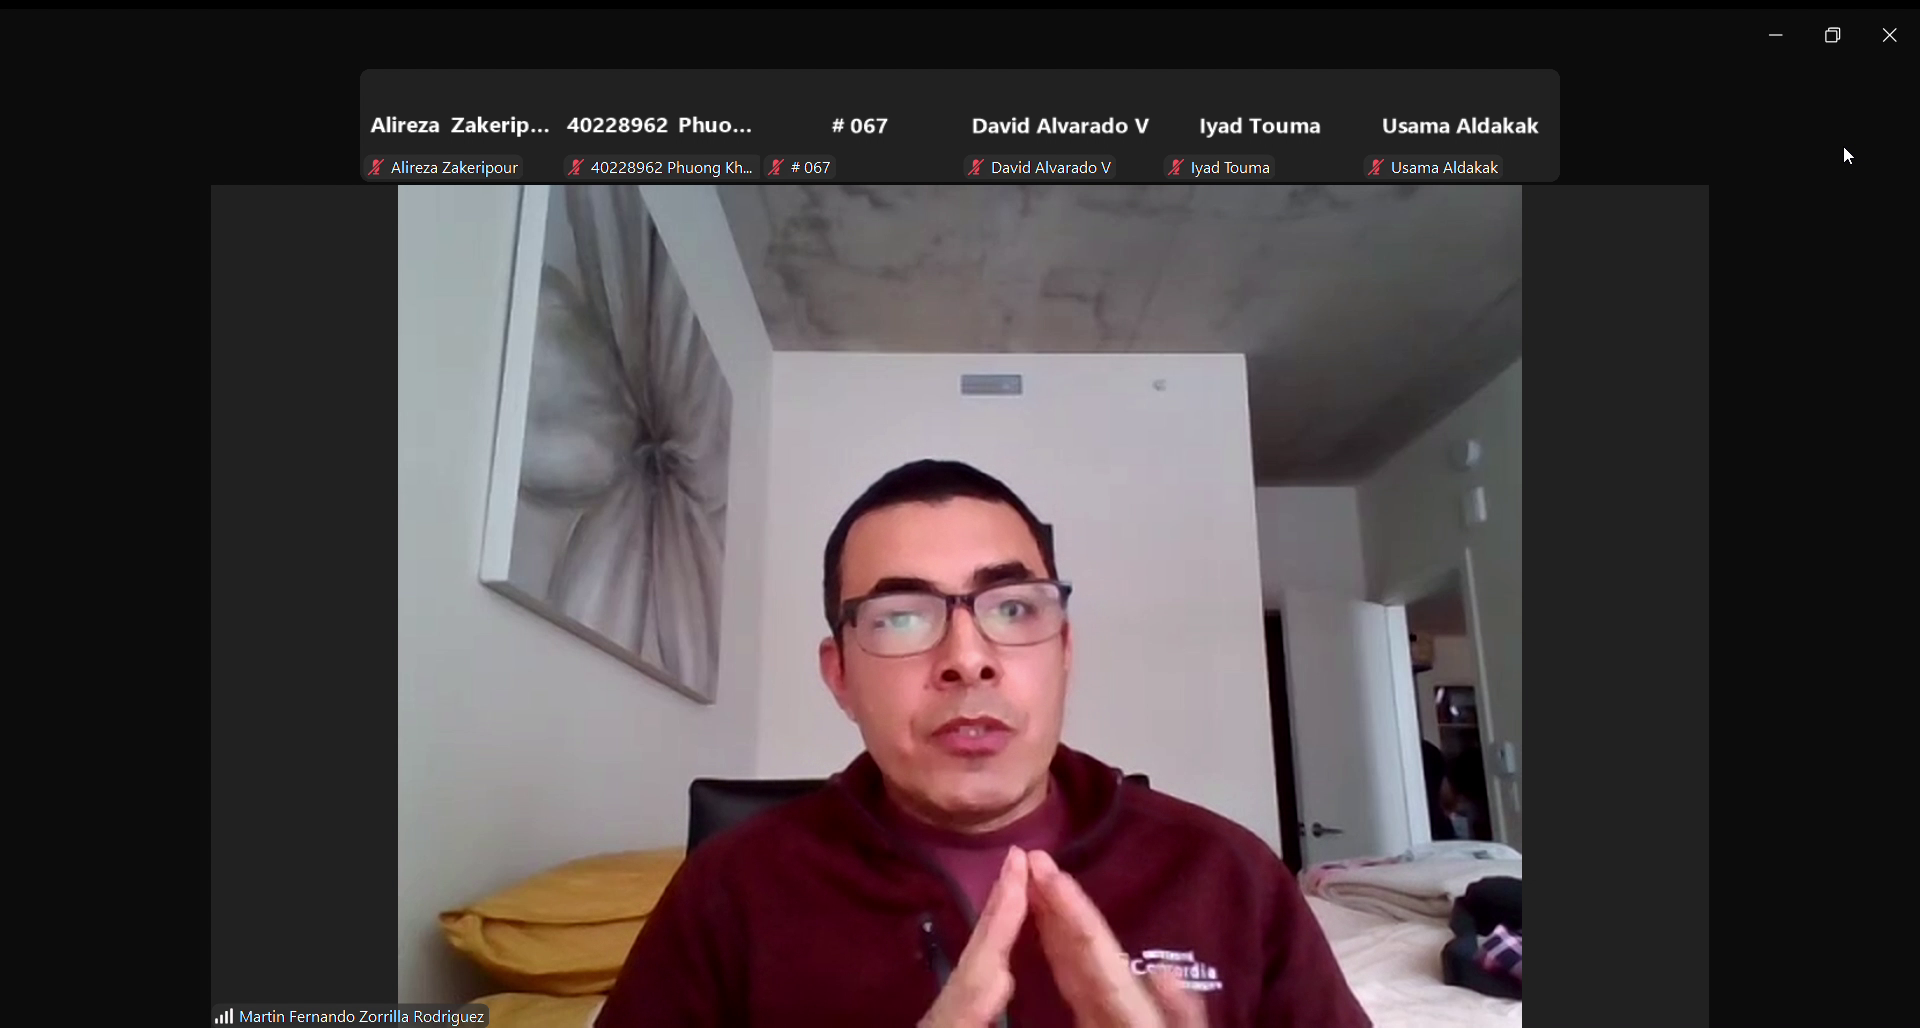 Alireza Zakerip...
40228962 Phuo...
# 067
David Alvarado V
Iyad Touma
Usama Aldakak
Alireza Zakeripour
40228962 Phuong Kh...
# 067
David Alvarado V
Iyad Touma
Usama Aldakak
Concordia
Martin Fernando Zorrilla Rodriguez